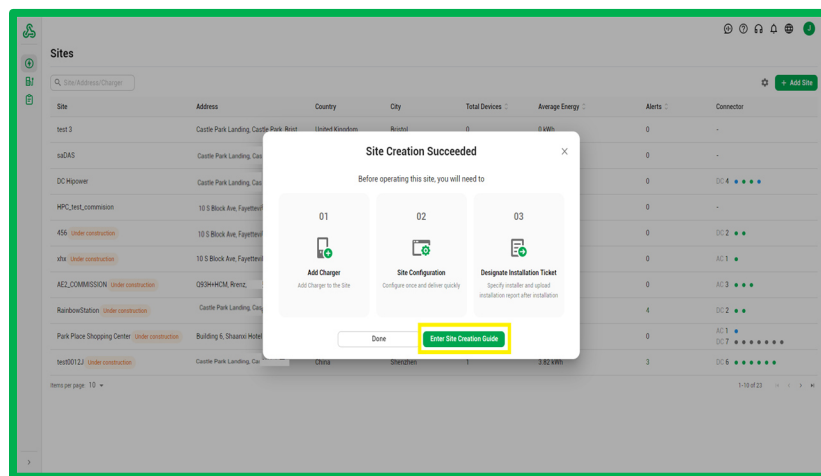 J
Sites
Site/Address/Charger
+ Add Site
Site Address Country City Total Devices Average Energy Alerts Connector
test 3 Castle Park Landing, Castle Park, Brist United Kingdom Bristol 0 0 kWh 0 -
saDAS Castle Park Landing, Cas 0 -
DC Hipower Castle Park Landing, Cas 0 DC 4
HPC_test_commision 10 S Block Ave, Fayettevil 0 -
456 Under construction 10 S Block Ave, Fayettevil 0 DC 2
xhx Under construction 10 S Block Ave, Fayettevil 0 AC 1
AE2_COMMISSION Under construction Q93H+HCM, Rrenz, 0 AC 3
RainbowStation Under construction Castle Park Landing, Cas 4 DC 2
Park Place Shopping Center Under construction Building 6, Shaanxi Hotel 0 AC 1
DC 7
test0012J Under construction Castle Park Landing, Cas China Shenzhen 1 3.82 kWh 3 DC 6
Items per page 10 1-10 of 23
Site Creation Succeeded
Before operating this site, you will need to
01 02 03
Add Charger Site Configuration Designate Installation Ticket
Add Charger to the Site Configure once and deliver quickly Specify installer and upload
installation report after installation
Done Enter Site Creation Guide